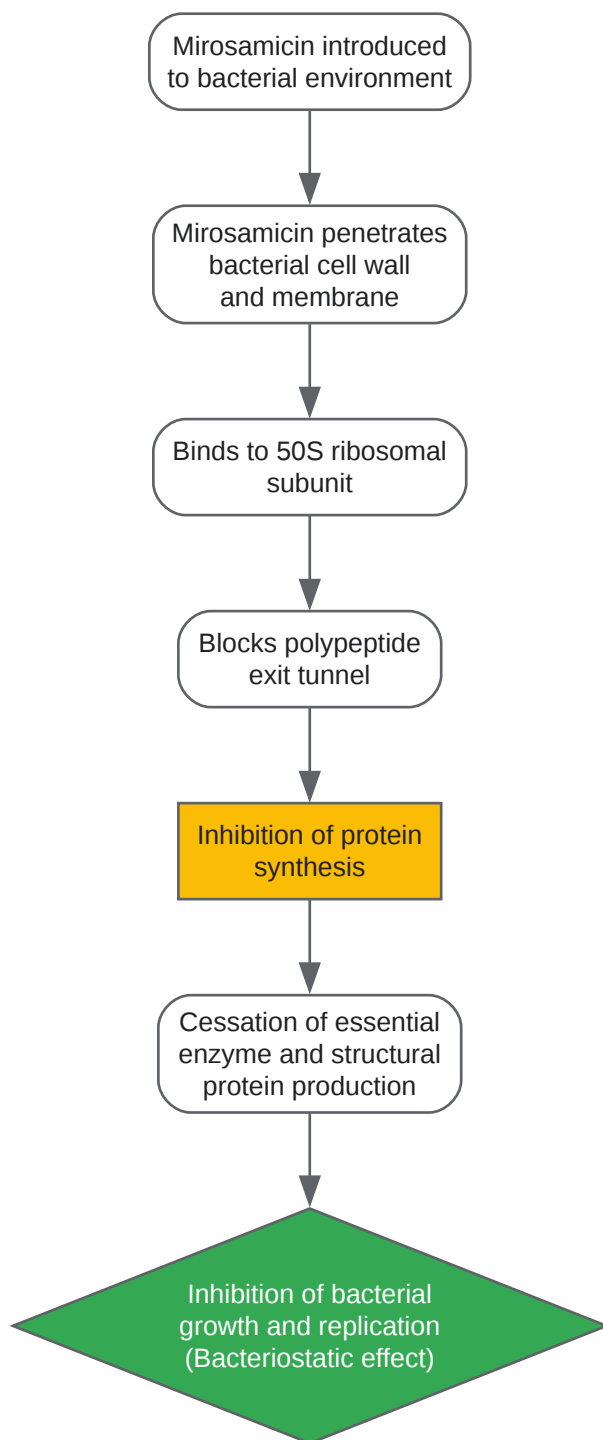 Mirosamicin introduced
to bacterial environment
Mirosamicin penetrates
bacterial cell wall
and membrane
Binds to 50S ribosomal
subunit
Blocks polypeptide
exit tunnel
Inhibition of protein
synthesis
Cessation of essential
enzyme and structural
protein production
Inhibition of bacterial
growth and replication
(Bacteriostatic effect)